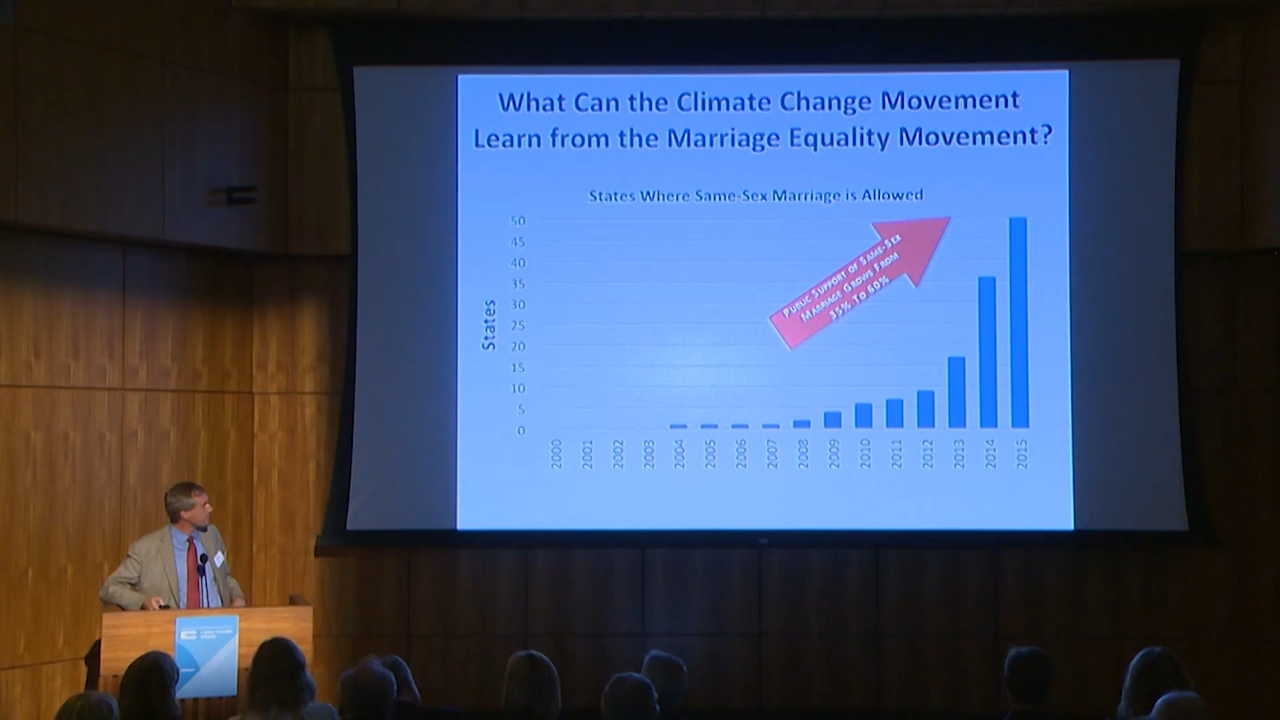 What Can the Climate Change Movement
Learn from the Marriage Equality Movement?
States Where Same-Sex Marriage is Allowed
50
45
40
35
30
25
20
15
10
5
0
States
Public Support of Same-Sex
Marriage Grows From
35% To 60%
2000 2001 2002 2003 2004 2005 2006 2007 2008 2009 2010 2011 2012 2013 2014 2015